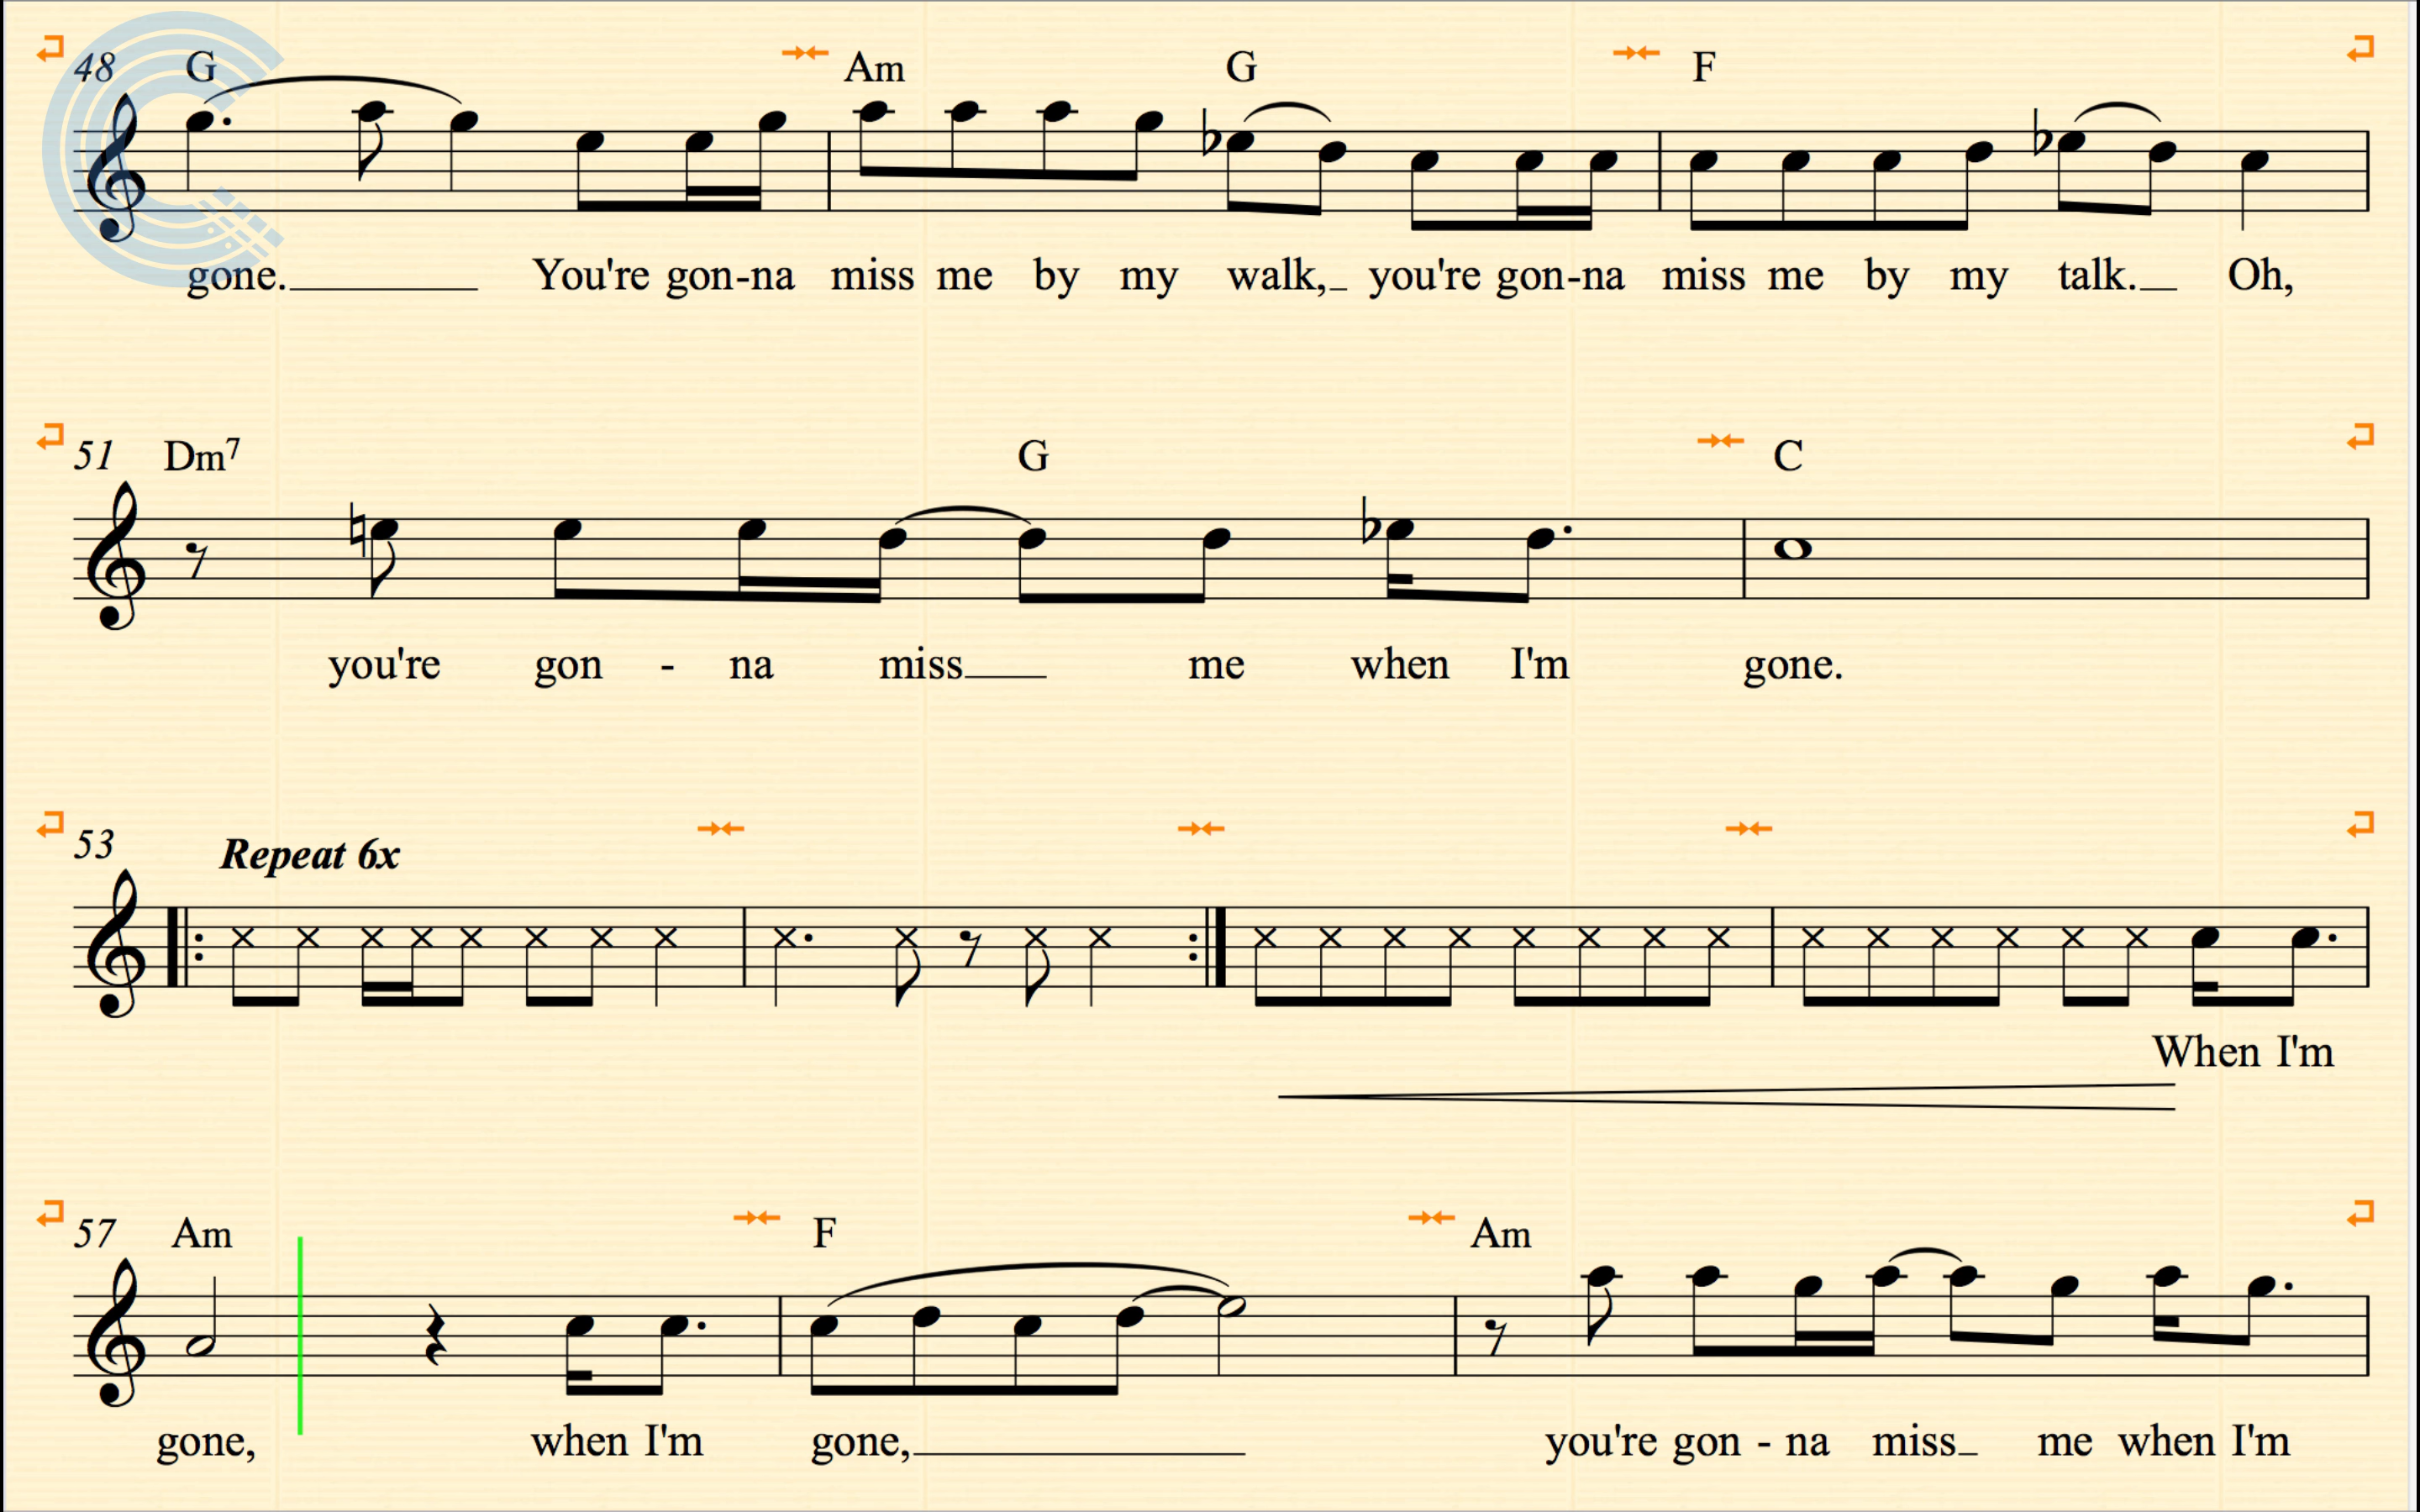 48 G Am G F
gone. You're gon-na miss me by my walk, you're gon-na miss me by my talk. Oh,
51 Dm7 G C
you're gon - na miss me when I'm gone.
53 Repeat 6x
When I'm
57 Am F Am
gone, when I'm gone, you're gon - na miss me when I'm